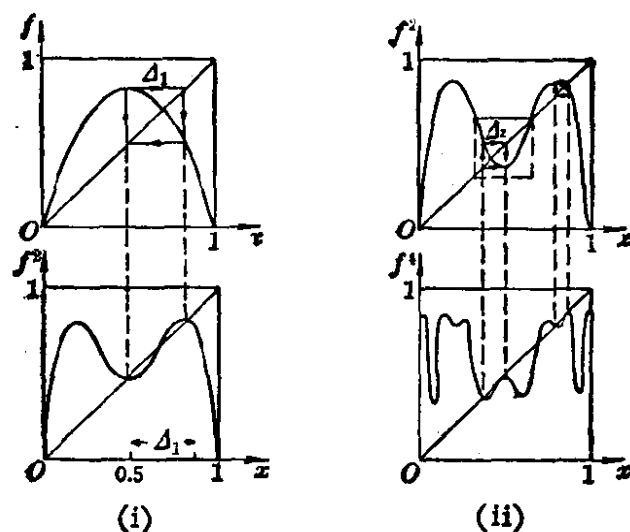 f
1
Δ₁
O
1
x
f²
1
Δ₂
O
1
x
f²
1
O
0.5
Δ₁
1
x
f⁴
1
O
1
x
(i)
(ii)